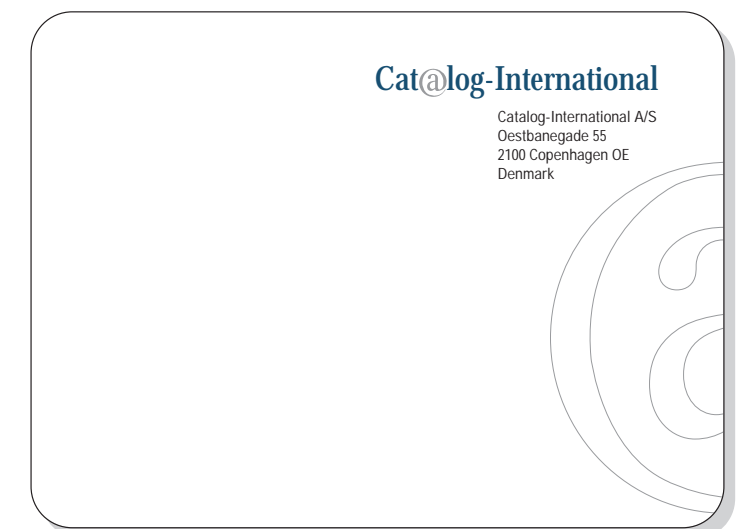 Cat@log-International
Catalog-International A/S
Oestbanegade 55
2100 Copenhagen OE
Denmark